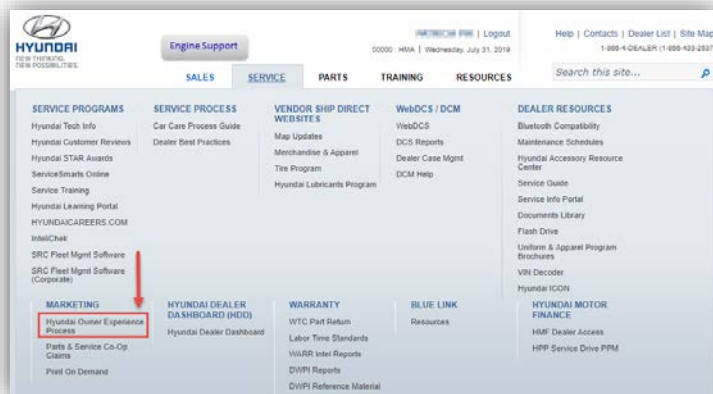 HYUNDAI
NEW THINKING.
NEW POSSIBILITIES.
Engine Support
| Logout
00000 : HMA | Wednesday, July 31, 2019
Help | Contacts | Dealer List | Site Map
1-866-4-DEALER (1-866-433-2537
SALES SERVICE PARTS TRAINING RESOURCES
Search this site...
SERVICE PROGRAMS
Hyundai Tech Info
Hyundai Customer Reviews
Hyundai STAR Awards
ServiceSmarts Online
Service Training
Hyundai Learning Portal
HYUNDAICAREERS.COM
InteliChek
SRC Fleet Mgmt Software
SRC Fleet Mgmt Software
(Corporate)
SERVICE PROCESS
Car Care Process Guide
Dealer Best Practices
VENDOR SHIP DIRECT
WEBSITES
Map Updates
Merchandise & Apparel
Tire Program
Hyundai Lubricants Program
WebDCS / DCM
WebDCS
DCS Reports
Dealer Case Mgmt
DCM Help
DEALER RESOURCES
Bluetooth Compatibility
Maintenance Schedules
Hyundai Accessory Resource
Center
Service Guide
Service Info Portal
Documents Library
Flash Drive
Uniform & Apparel Program
Brochures
VIN Decoder
Hyundai ICON
MARKETING
Hyundai Owner Experience
Process
Parts & Service Co-Op
Claims
Print On Demand
HYUNDAI DEALER
DASHBOARD (HDD)
Hyundai Dealer Dashboard
WARRANTY
WTC Part Return
Labor Time Standards
WARR Intel Reports
DWPI Reports
DWPI Reference Material
BLUE LINK
Resources
HYUNDAI MOTOR
FINANCE
HMF Dealer Access
HPP Service Drive PPM